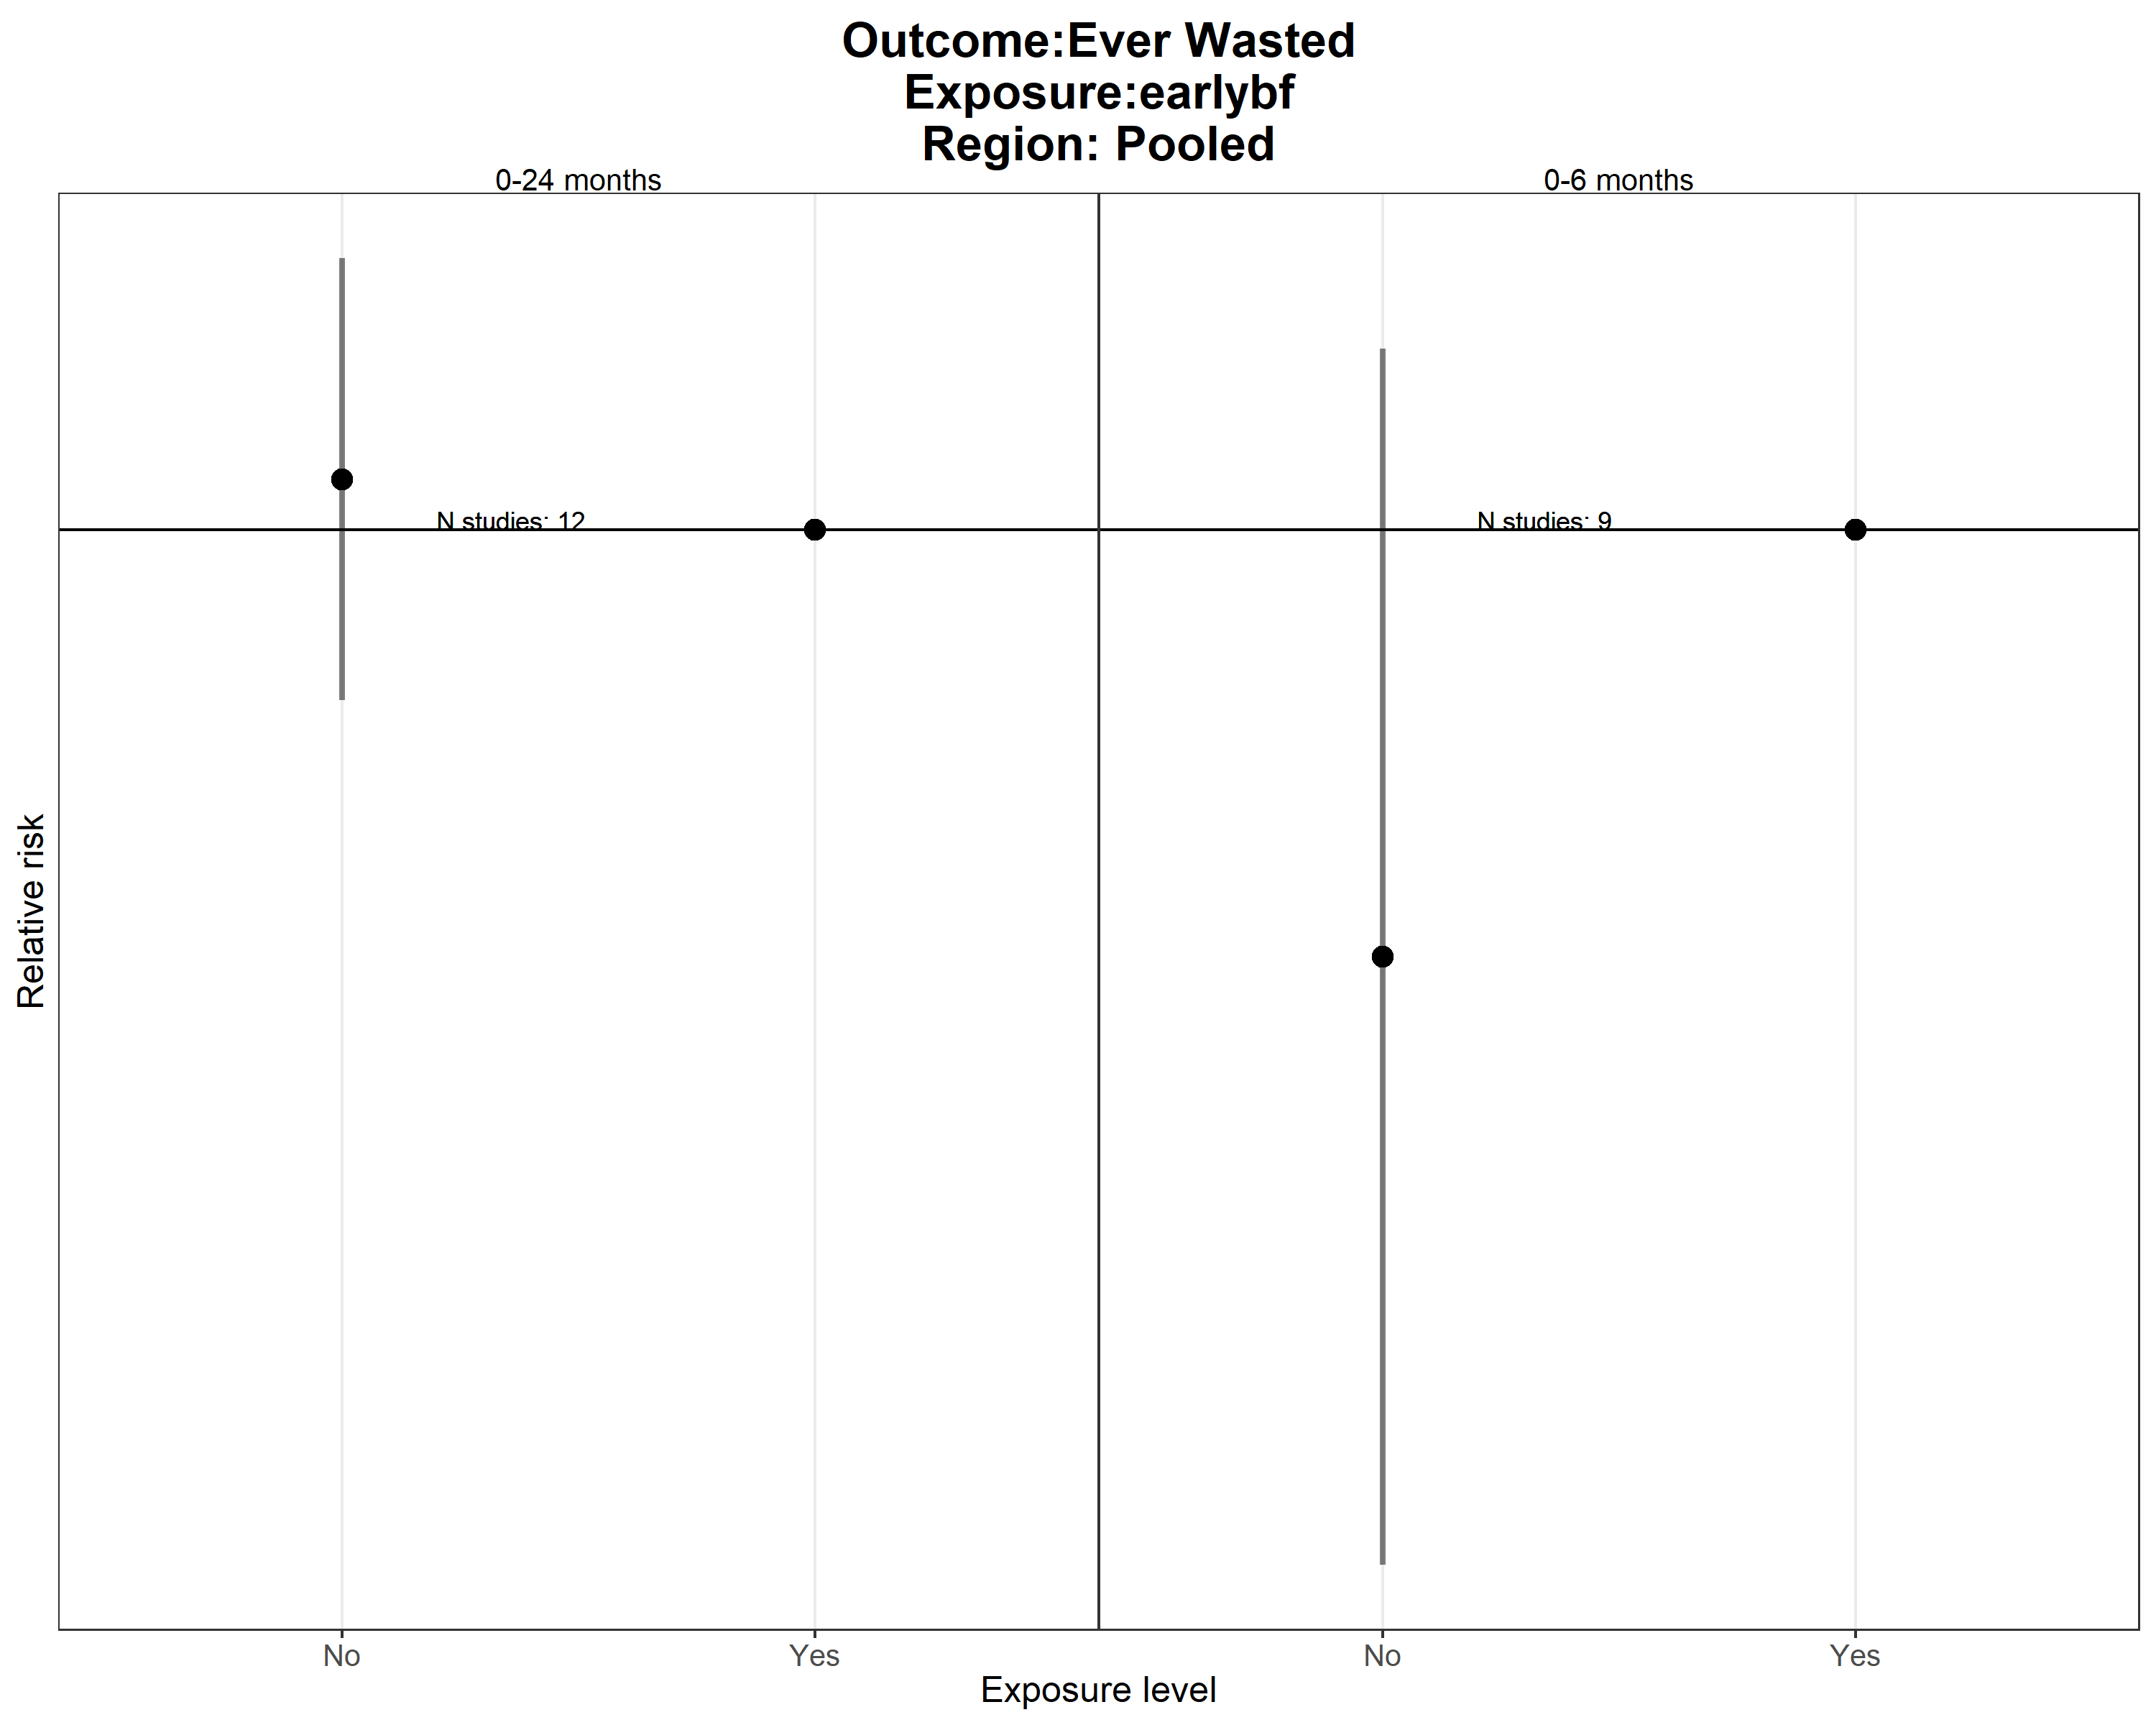 Outcome:Ever Wasted
Exposure:earlybf
Region: Pooled
0-24 months
0-6 months
N studies: 12
N studies: 9
Relative risk
No
Yes
No
Yes
Exposure level